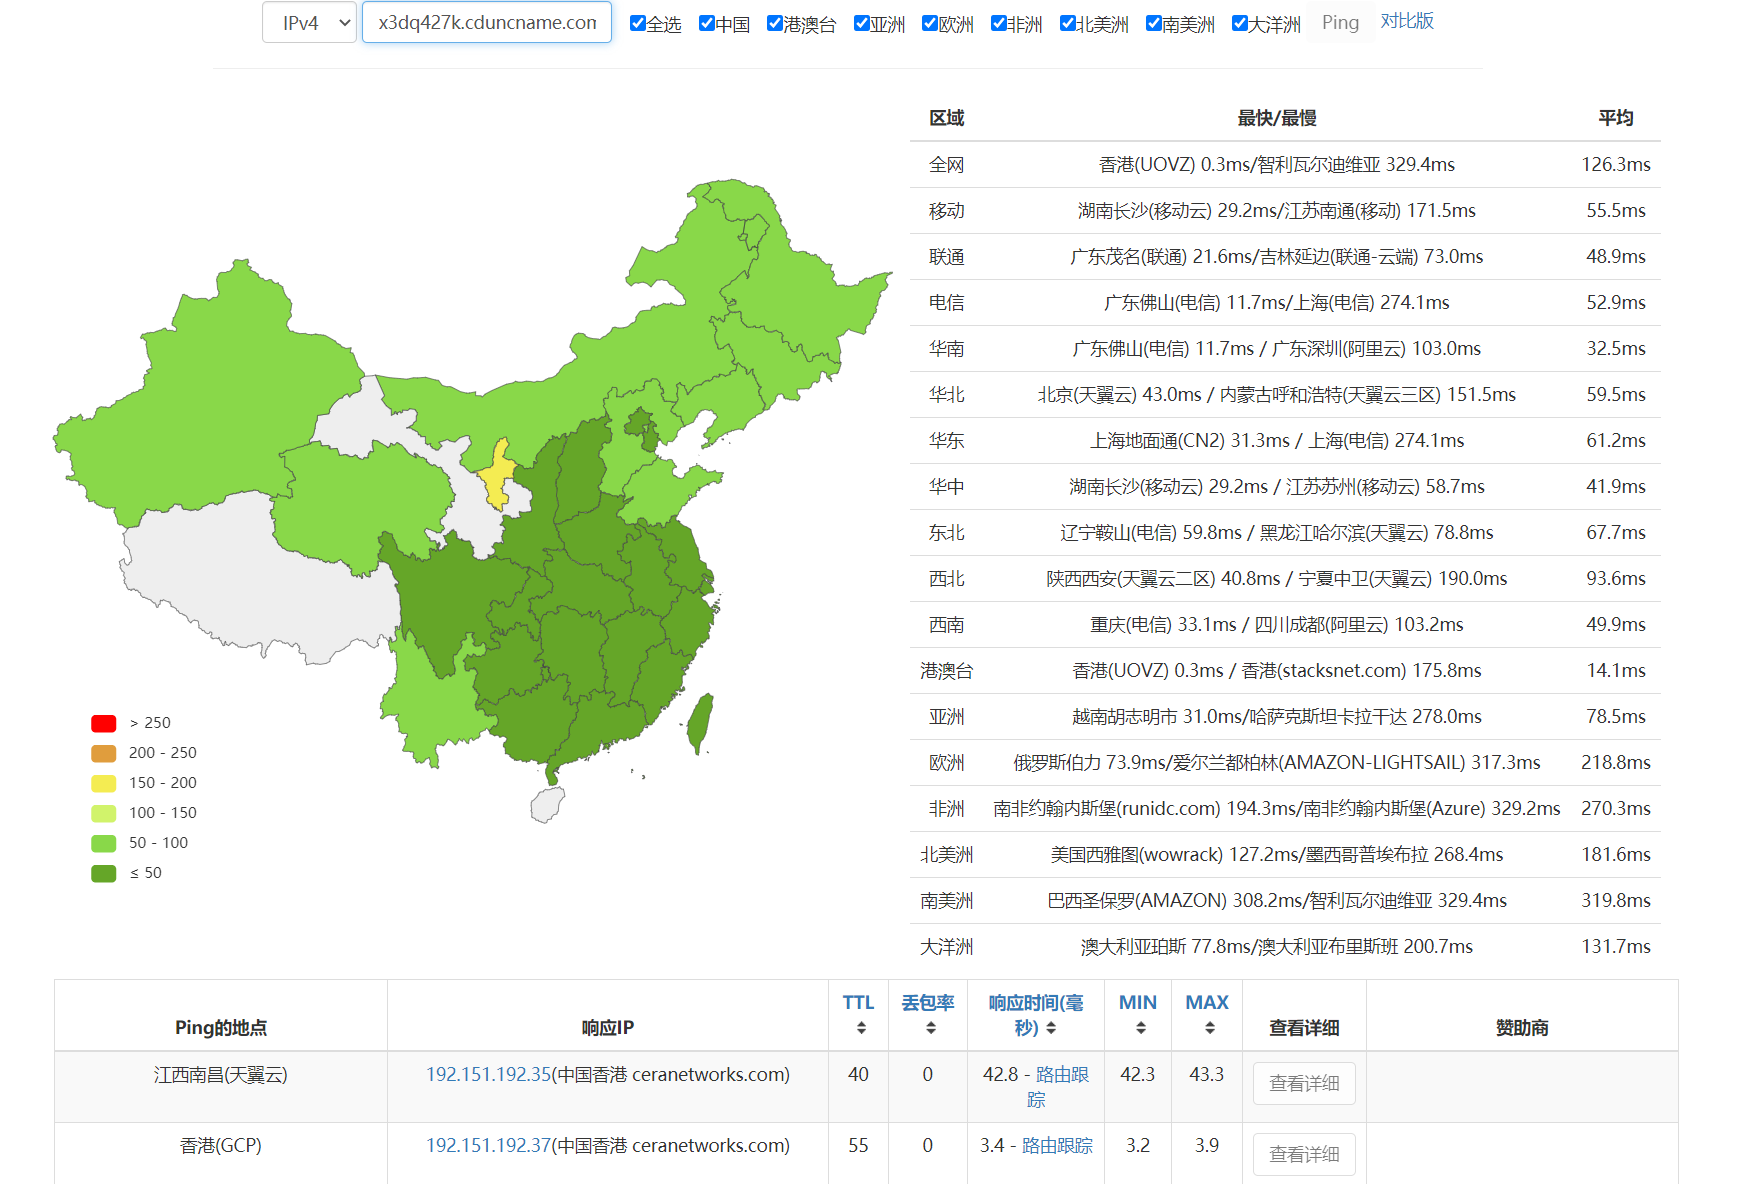 IPv4 x3dq427k.cduncname.com 全选 中国 港澳台 亚洲 欧洲 非洲 北美洲 南美洲 大洋洲 Ping 对比版
区域 最快/最慢 平均
全网 香港(UOVZ) 0.3ms/智利瓦尔迪维亚 329.4ms 126.3ms
移动 湖南长沙(移动云) 29.2ms/江苏南通(移动) 171.5ms 55.5ms
联通 广东茂名(联通) 21.6ms/吉林延边(联通-云端) 73.0ms 48.9ms
电信 广东佛山(电信) 11.7ms/上海(电信) 274.1ms 52.9ms
华南 广东佛山(电信) 11.7ms / 广东深圳(阿里云) 103.0ms 32.5ms
华北 北京(天翼云) 43.0ms / 内蒙古呼和浩特(天翼云三区) 151.5ms 59.5ms
华东 上海地面通(CN2) 31.3ms / 上海(电信) 274.1ms 61.2ms
华中 湖南长沙(移动云) 29.2ms / 江苏苏州(移动云) 58.7ms 41.9ms
东北 辽宁鞍山(电信) 59.8ms / 黑龙江哈尔滨(天翼云) 78.8ms 67.7ms
西北 陕西西安(天翼云二区) 40.8ms / 宁夏中卫(天翼云) 190.0ms 93.6ms
西南 重庆(电信) 33.1ms / 四川成都(阿里云) 103.2ms 49.9ms
港澳台 香港(UOVZ) 0.3ms / 香港(stacksnet.com) 175.8ms 14.1ms
亚洲 越南胡志明市 31.0ms/哈萨克斯坦卡拉干达 278.0ms 78.5ms
欧洲 俄罗斯伯力 73.9ms/爱尔兰都柏林(AMAZON-LIGHTSAIL) 317.3ms 218.8ms
非洲 南非约翰内斯堡(runidc.com) 194.3ms/南非约翰内斯堡(Azure) 329.2ms 270.3ms
北美洲 美国西雅图(wowrack) 127.2ms/墨西哥普埃布拉 268.4ms 181.6ms
南美洲 巴西圣保罗(AMAZON) 308.2ms/智利瓦尔迪维亚 329.4ms 319.8ms
大洋洲 澳大利亚珀斯 77.8ms/澳大利亚布里斯班 200.7ms 131.7ms
> 250
200 - 250
150 - 200
100 - 150
50 - 100
≤ 50
Ping的地点 响应IP TTL 丢包率 响应时间(毫
秒) MIN MAX 查看详细 赞助商
江西南昌(天翼云) 192.151.192.35(中国香港 ceranetworks.com) 40 0 42.8 - 路由跟
踪 42.3 43.3 查看详细
香港(GCP) 192.151.192.37(中国香港 ceranetworks.com) 55 0 3.4 - 路由跟踪 3.2 3.9 查看详细